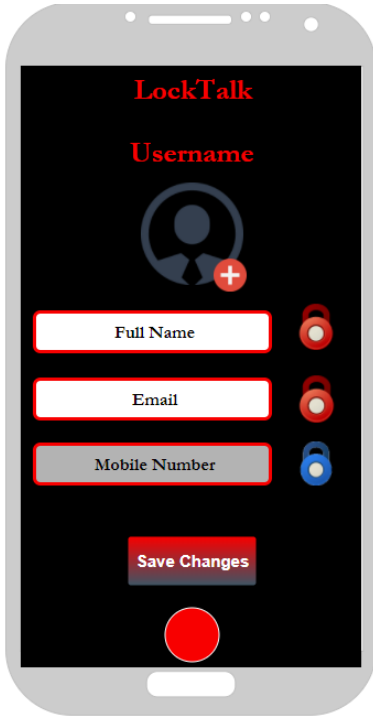 LockTalk
Username
Full Name
Email
Mobile Number
Save Changes